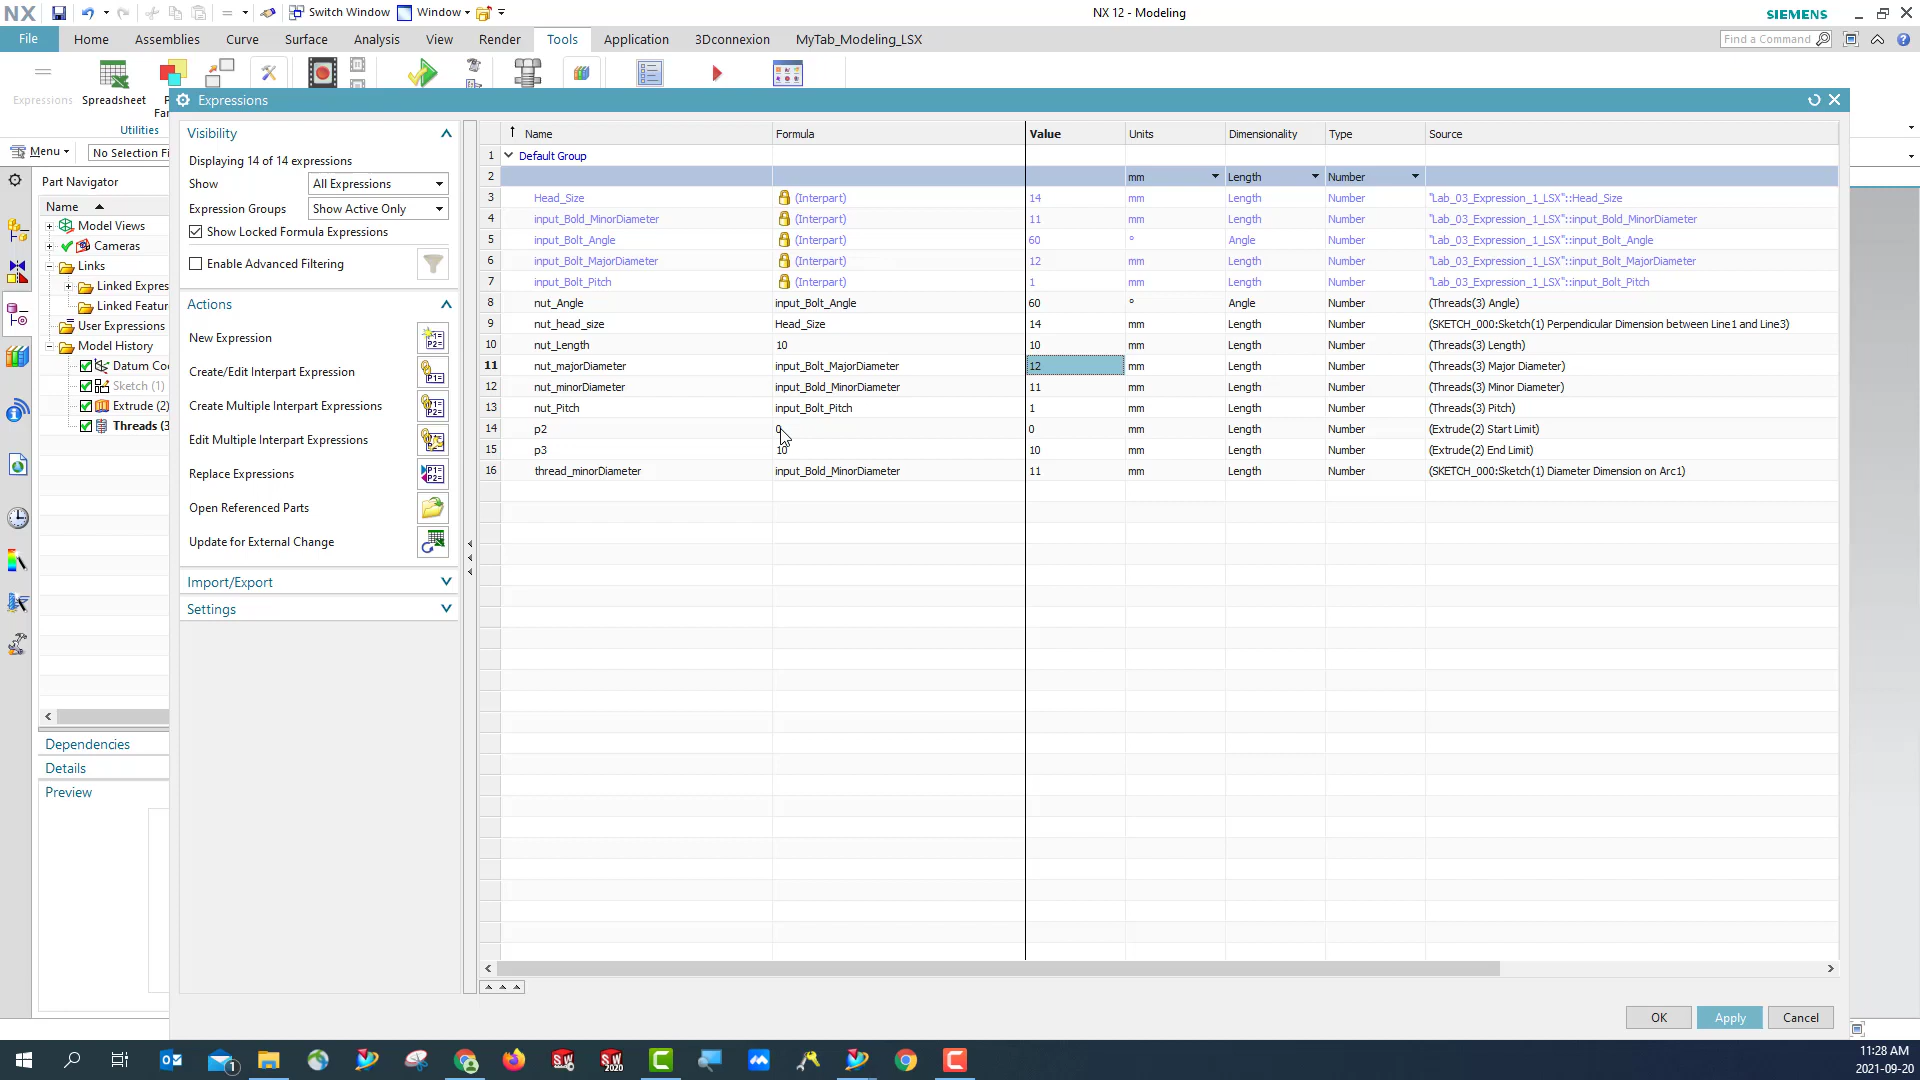 NX Switch Window Window NX 12 - Modeling SIEMENS
File Home Assemblies Curve Surface Analysis View Render Tools Application 3Dconnexion MyTab_Modeling_LSX Find a Command
Expressions Spreadsheet
Utilities
Menu No Selection Fi
Expressions
Part Navigator
Name
Model Views
Cameras
Links
Linked Expres
Linked Featur
User Expressions
Model History
Datum Coo
Sketch (1)
Extrude (2)
Threads (3
Dependencies
Details
Preview
Visibility
Displaying 14 of 14 expressions
Show All Expressions
Expression Groups Show Active Only
Show Locked Formula Expressions
Enable Advanced Filtering
Actions
New Expression
Create/Edit Interpart Expression
Create Multiple Interpart Expressions
Edit Multiple Interpart Expressions
Replace Expressions
Open Referenced Parts
Update for External Change
Import/Export
Settings
Name Formula Value Units Dimensionality Type Source
1 Default Group
2 mm Length Number
3 Head_Size (Interpart) 14 mm Length Number "Lab_03_Expression_1_LSX"::Head_Size
4 input_Bold_MinorDiameter (Interpart) 11 mm Length Number "Lab_03_Expression_1_LSX"::input_Bold_MinorDiameter
5 input_Bolt_Angle (Interpart) 60 ° Angle Number "Lab_03_Expression_1_LSX"::input_Bolt_Angle
6 input_Bolt_MajorDiameter (Interpart) 12 mm Length Number "Lab_03_Expression_1_LSX"::input_Bolt_MajorDiameter
7 input_Bolt_Pitch (Interpart) 1 mm Length Number "Lab_03_Expression_1_LSX"::input_Bolt_Pitch
8 nut_Angle input_Bolt_Angle 60 ° Angle Number (Threads(3) Angle)
9 nut_head_size Head_Size 14 mm Length Number (SKETCH_000:Sketch(1) Perpendicular Dimension between Line1 and Line3)
10 nut_Length 10 10 mm Length Number (Threads(3) Length)
11 nut_majorDiameter input_Bolt_MajorDiameter 12 mm Length Number (Threads(3) Major Diameter)
12 nut_minorDiameter input_Bold_MinorDiameter 11 mm Length Number (Threads(3) Minor Diameter)
13 nut_Pitch input_Bolt_Pitch 1 mm Length Number (Threads(3) Pitch)
14 p2 0 0 mm Length Number (Extrude(2) Start Limit)
15 p3 10 10 mm Length Number (Extrude(2) End Limit)
16 thread_minorDiameter input_Bold_MinorDiameter 11 mm Length Number (SKETCH_000:Sketch(1) Diameter Dimension on Arc1)
OK Apply Cancel
11:28 AM
2021-09-20